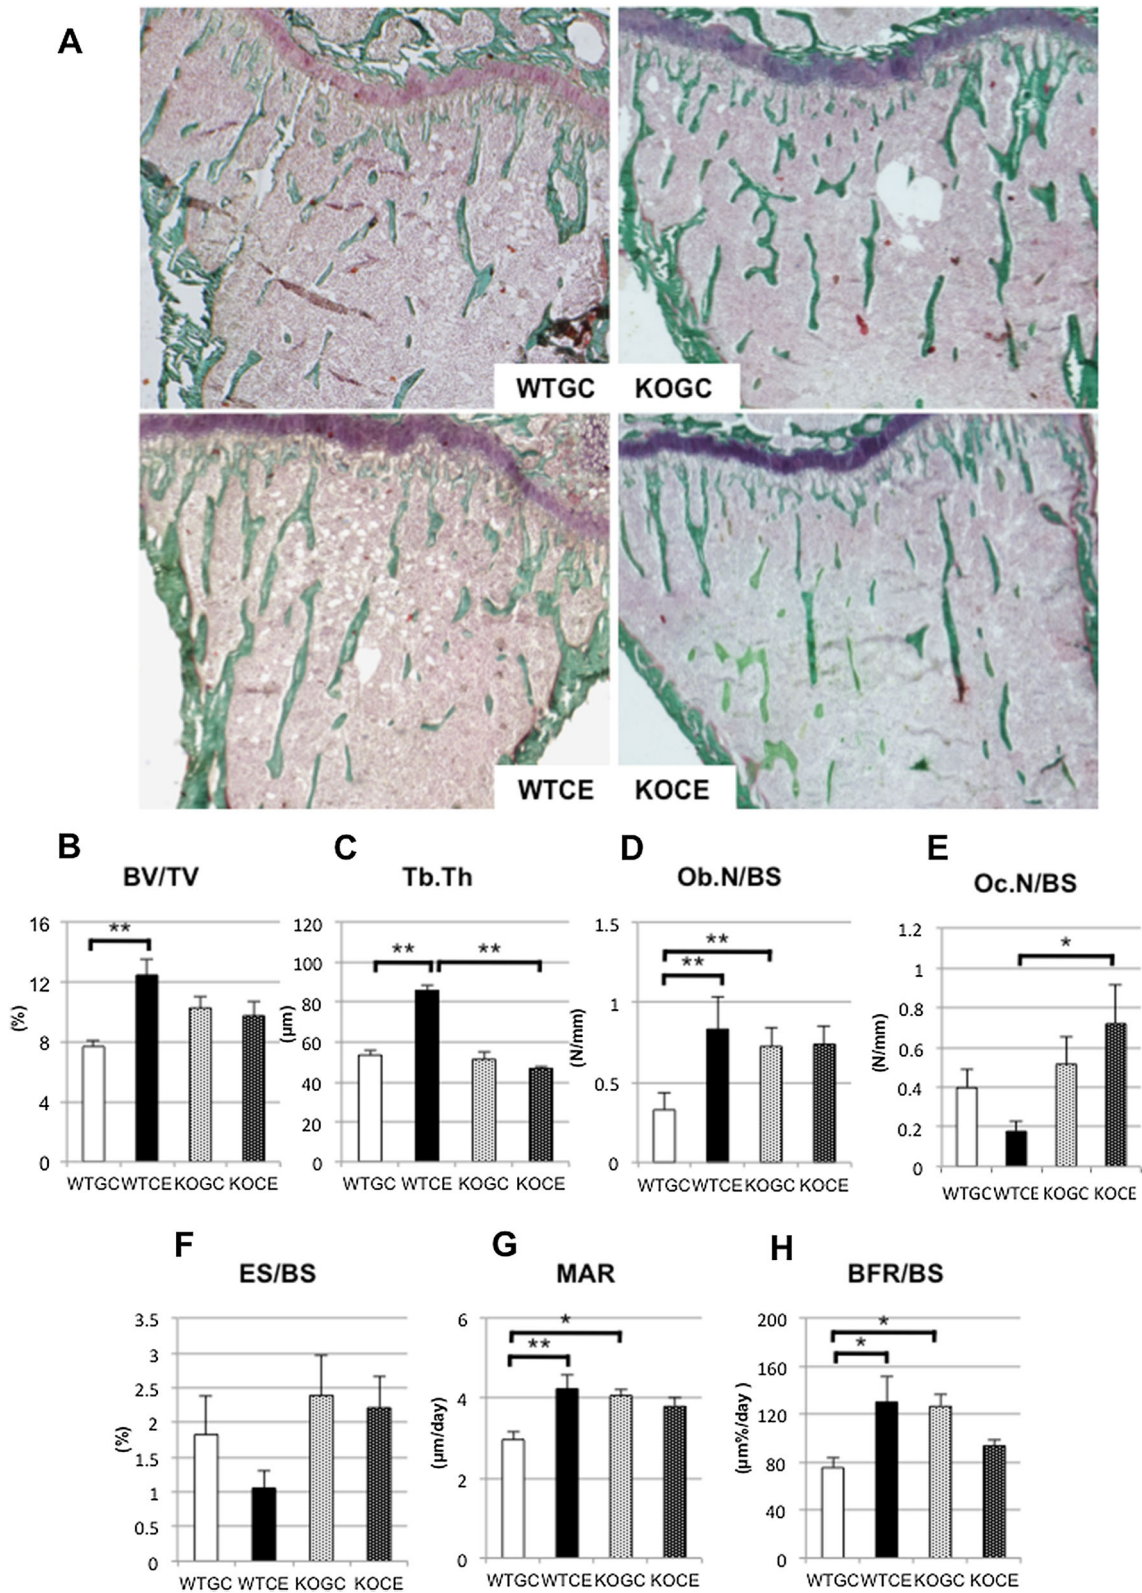 A
WTGC KOGC
WTCE KOCE
B C D E
BV/TV Tb.Th Ob.N/BS Oc.N/BS
16
12
8
4
0
(%)
**
WTGC WTCE KOGC KOCE
120
100
80
60
40
20
0
(μm)
** **
WTGC WTCE KOGC KOCE
1.5
1
0.5
0
(N/mm)
**
**
WTGC WTCE KOGC KOCE
1.2
1
0.8
0.6
0.4
0.2
0
(N/mm)
*
WTGC WTCE KOGC KOCE
F G H
ES/BS MAR BFR/BS
3.5
3
2.5
2
1.5
1
0.5
0
(%)
WTGC WTCE KOGC KOCE
6
4
2
0
(μm/day)
*
**
WTGC WTCE KOGC KOCE
200
160
120
80
40
0
(μm%/day )
*
*
WTGC WTCE KOGC KOCE